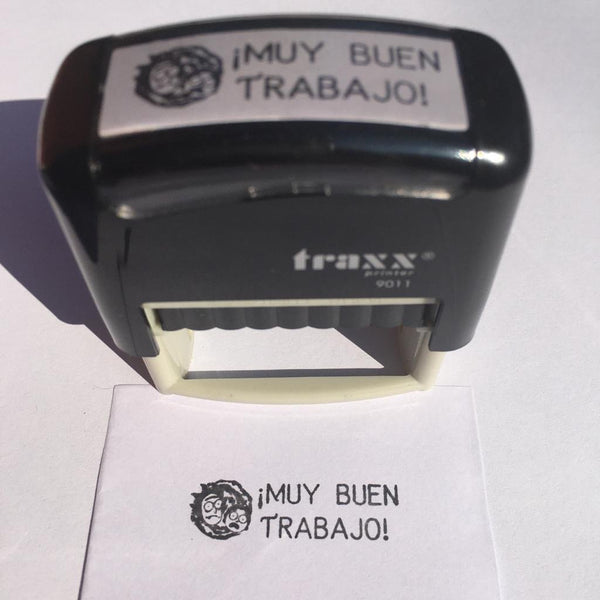 ¡MUY BUEN
TRABAJO!
traxx®
printer
9011
¡MUY BUEN
TRABAJO!